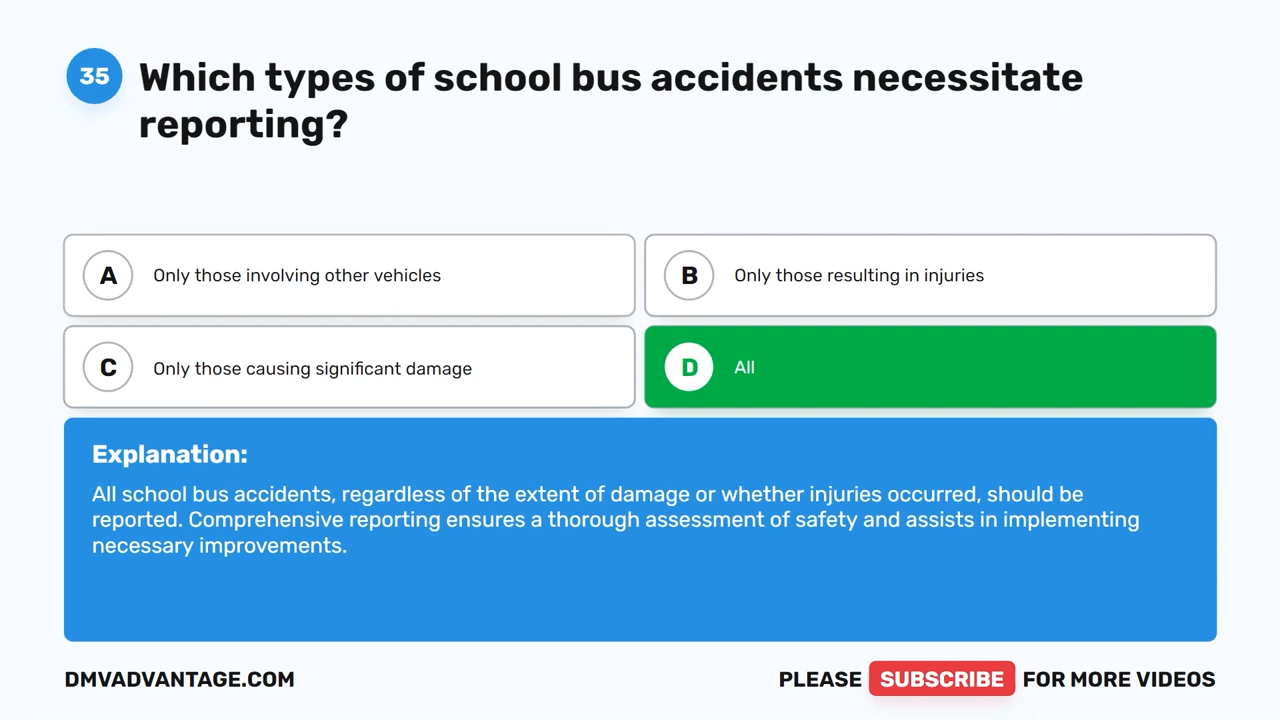 35
Which types of school bus accidents necessitate
reporting?
A Only those involving other vehicles
B Only those resulting in injuries
C Only those causing significant damage
D All
Explanation:
All school bus accidents, regardless of the extent of damage or whether injuries occurred, should be
reported. Comprehensive reporting ensures a thorough assessment of safety and assists in implementing
necessary improvements.
DMVADVANTAGE.COM
PLEASE SUBSCRIBE FOR MORE VIDEOS